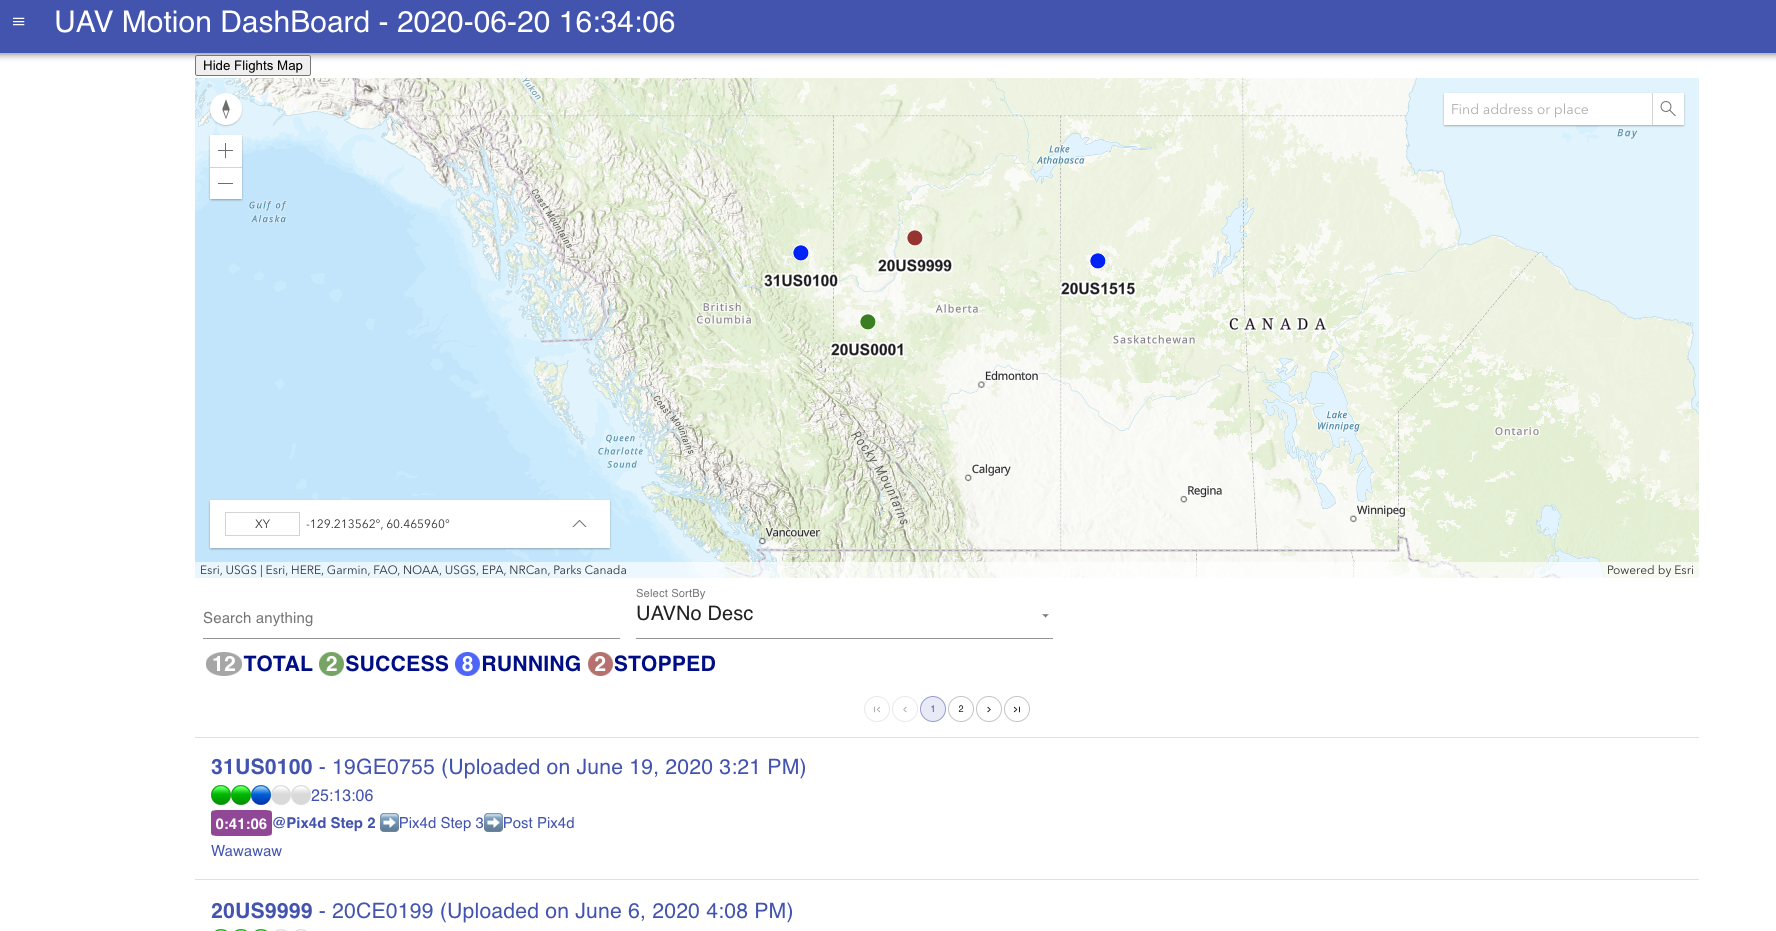 UAV Motion DashBoard - 2020-06-20 16:34:06
Hide Flights Map
Yukon
Find address or place
Bay
Lake
Athabasca
Gulf of
Alaska
Coast Mountains
31US0100
20US9999
20US1515
British
Columbia
Alberta
20US0001
CANADA
Saskatchewan
Edmonton
Coast Mountains
Lake
Winnipeg
Ontario
Queen
Charlotte
Sound
Rocky Mountains
Calgary
Regina
Winnipeg
Vancouver
XY -129.213562°, 60.465960°
Esri, USGS | Esri, HERE, Garmin, FAO, NOAA, USGS, EPA, NRCan, Parks Canada
Powered by Esri
Select SortBy
Search anything
UAVNo Desc
12 TOTAL 2 SUCCESS 8 RUNNING 2 STOPPED
1 2
31US0100 - 19GE0755 (Uploaded on June 19, 2020 3:21 PM)
25:13:06
0:41:06 @Pix4d Step 2 ➡Pix4d Step 3➡Post Pix4d
Wawawaw
20US9999 - 20CE0199 (Uploaded on June 6, 2020 4:08 PM)